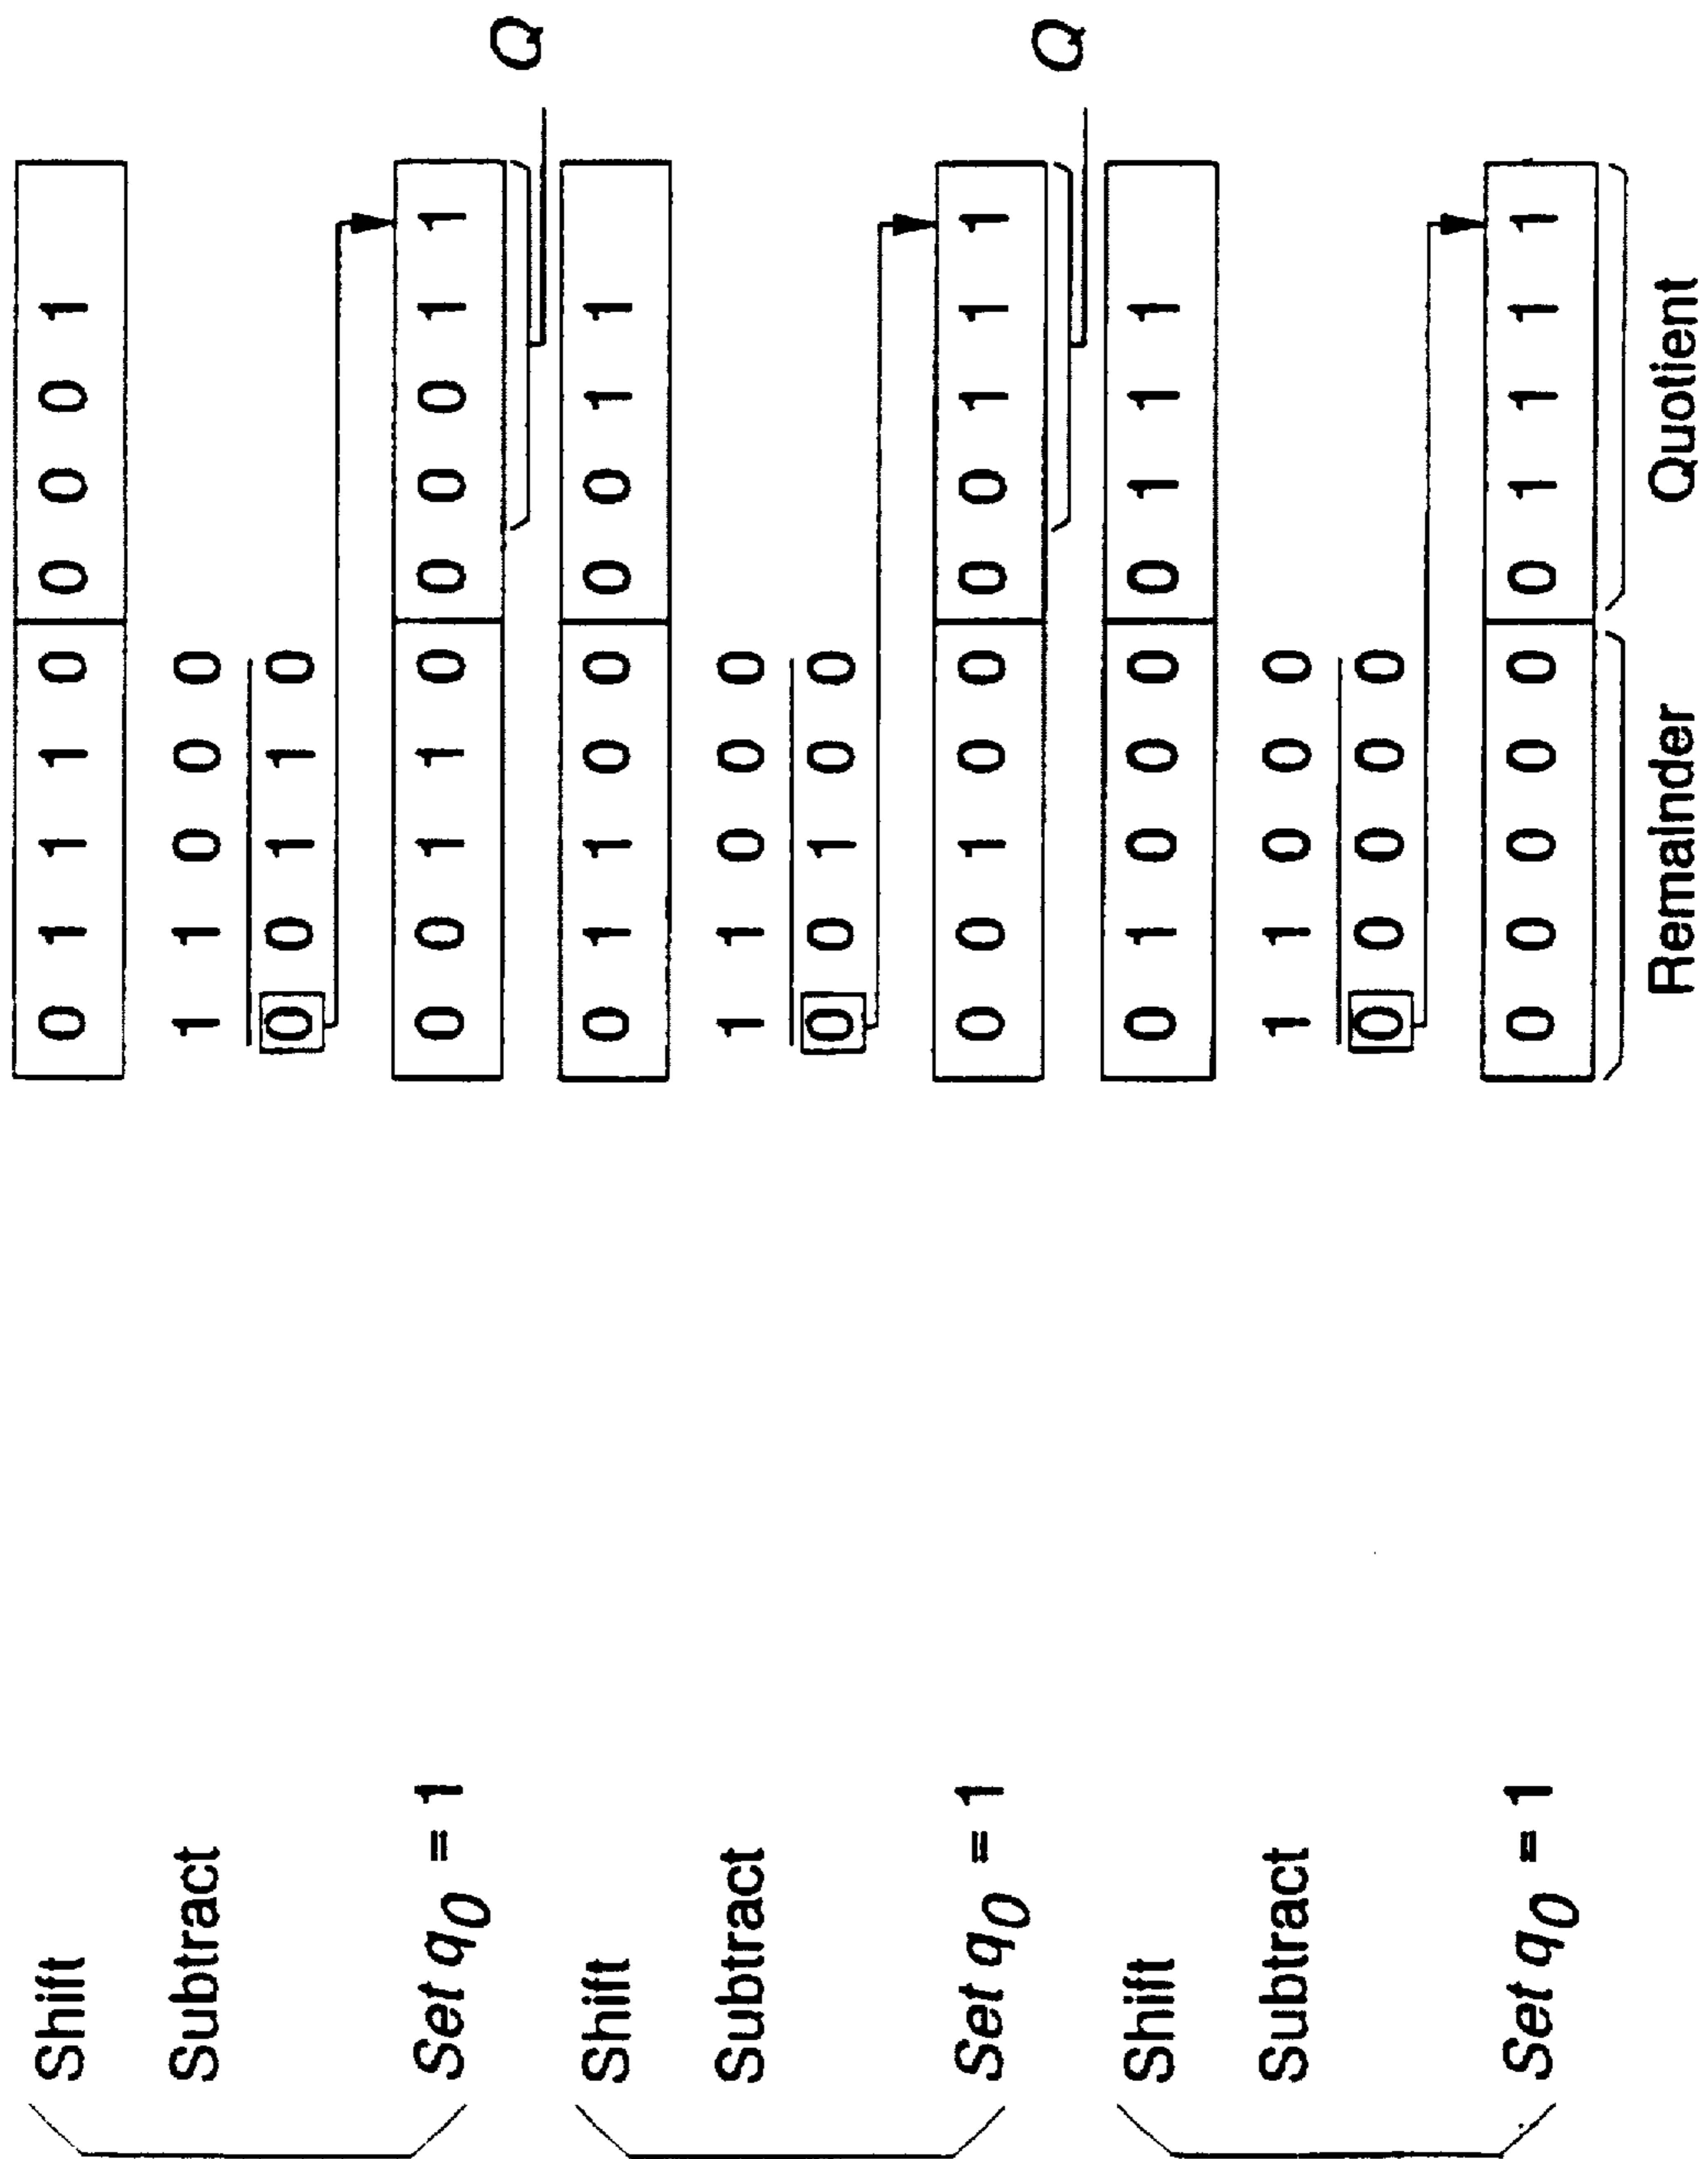 Shift 0 1 1 1 0 0 0 0 1
Subtract 1 1 0 0 0
0 0 1 1 0
Set q0 = 1 0 0 1 1 0 0 0 0 1 1
Q
Shift 0 1 1 0 0 0 0 1 1
Subtract 1 1 0 0 0
0 0 1 0 0
Set q0 = 1 0 0 1 0 0 0 0 1 1 1
Q
Shift 0 1 0 0 0 0 1 1 1
Subtract 1 1 0 0 0
0 0 0 0 0
Set q0 = 1 0 0 0 0 0 0 1 1 1 1
Remainder Quotient